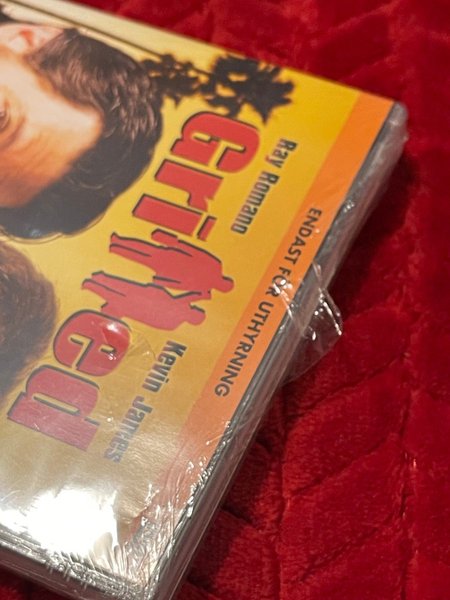 ENDAST FÖR UTHYRNING
Ray Romano Kevin James
Grilled